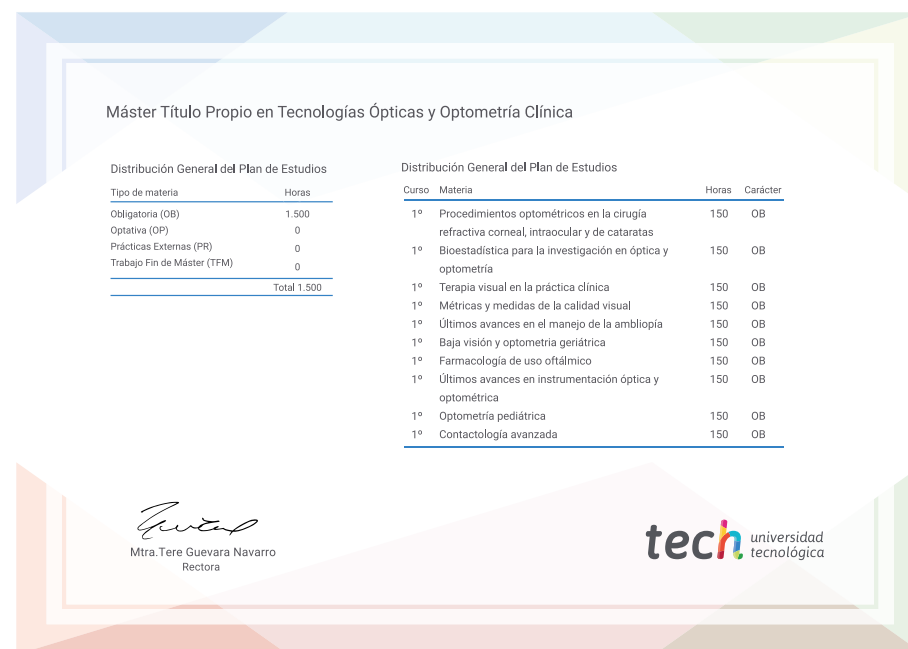 Máster Título Propio en Tecnologías Ópticas y Optometría Clínica
Distribución General del Plan de Estudios
Tipo de materia Horas
Obligatoria (OB) 1.500
Optativa (OP) 0
Prácticas Externas (PR) 0
Trabajo Fin de Máster (TFM) 0
Total 1.500
Distribución General del Plan de Estudios
Curso Materia Horas Carácter
1º Procedimientos optométricos en la cirugía 150 OB
refractiva corneal, intraocular y de cataratas
1º Bioestadística para la investigación en óptica y 150 OB
optometría
1º Terapia visual en la práctica clínica 150 OB
1º Métricas y medidas de la calidad visual 150 OB
1º Últimos avances en el manejo de la ambliopía 150 OB
1º Baja visión y optometria geriátrica 150 OB
1º Farmacología de uso oftálmico 150 OB
1º Últimos avances en instrumentación óptica y 150 OB
optométrica
1º Optometría pediátrica 150 OB
1º Contactología avanzada 150 OB
Mtra.Tere Guevara Navarro
Rectora
tech universidad
tecnológica